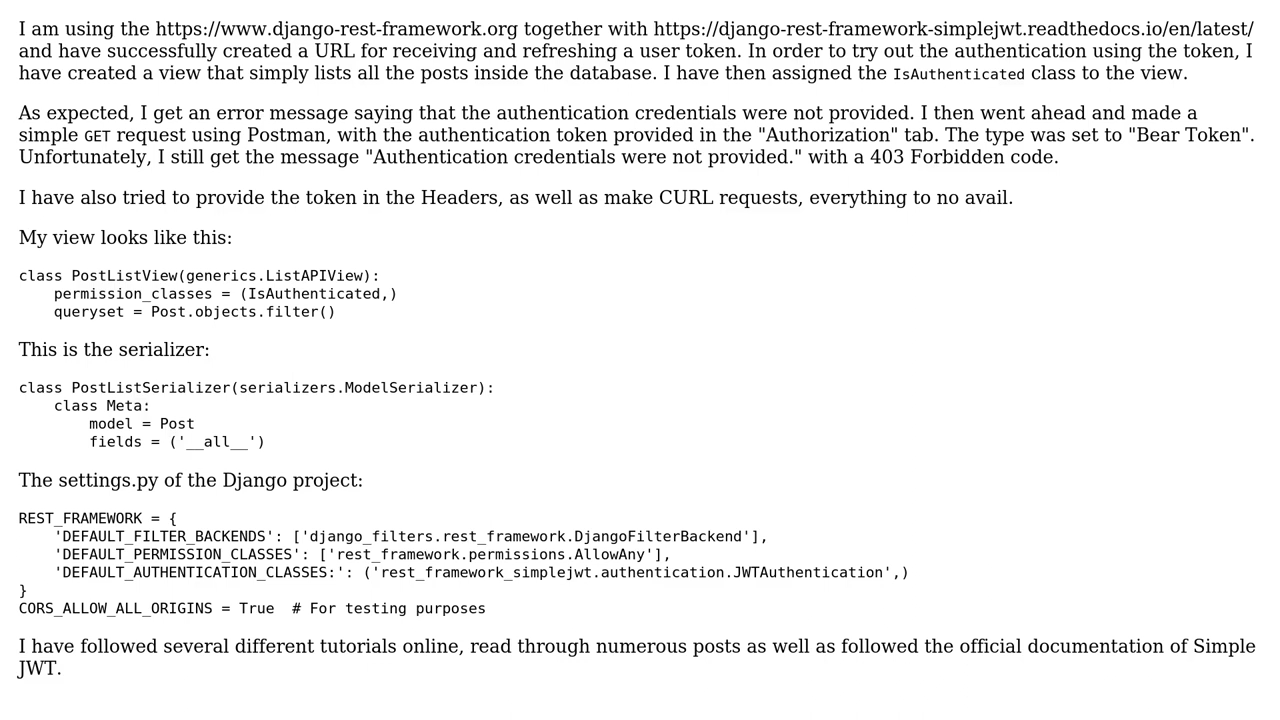 I am using the https://www.django-rest-framework.org together with https://django-rest-framework-simplejwt.readthedocs.io/en/latest/
and have successfully created a URL for receiving and refreshing a user token. In order to try out the authentication using the token, I
have created a view that simply lists all the posts inside the database. I have then assigned the IsAuthenticated class to the view.
As expected, I get an error message saying that the authentication credentials were not provided. I then went ahead and made a
simple GET request using Postman, with the authentication token provided in the "Authorization" tab. The type was set to "Bear Token".
Unfortunately, I still get the message "Authentication credentials were not provided." with a 403 Forbidden code.
I have also tried to provide the token in the Headers, as well as make CURL requests, everything to no avail.
My view looks like this:
class PostListView(generics.ListAPIView):
    permission_classes = (IsAuthenticated,)
    queryset = Post.objects.filter()
This is the serializer:
class PostListSerializer(serializers.ModelSerializer):
    class Meta:
        model = Post
        fields = ('__all__')
The settings.py of the Django project:
REST_FRAMEWORK = {
    'DEFAULT_FILTER_BACKENDS': ['django_filters.rest_framework.DjangoFilterBackend'],
    'DEFAULT_PERMISSION_CLASSES': ['rest_framework.permissions.AllowAny'],
    'DEFAULT_AUTHENTICATION_CLASSES:': ('rest_framework_simplejwt.authentication.JWTAuthentication',)
}
CORS_ALLOW_ALL_ORIGINS = True  # For testing purposes
I have followed several different tutorials online, read through numerous posts as well as followed the official documentation of Simple
JWT.